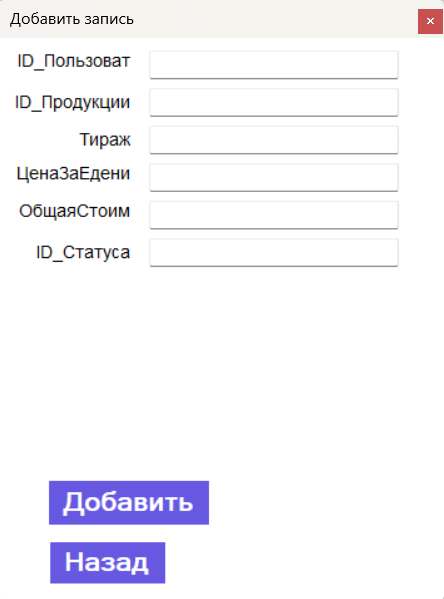 Добавить запись
ID_Пользоват
ID_Продукции
Тираж
ЦенаЗаЕдени
ОбщаяСтоим
ID_Статуса
Добавить
Назад